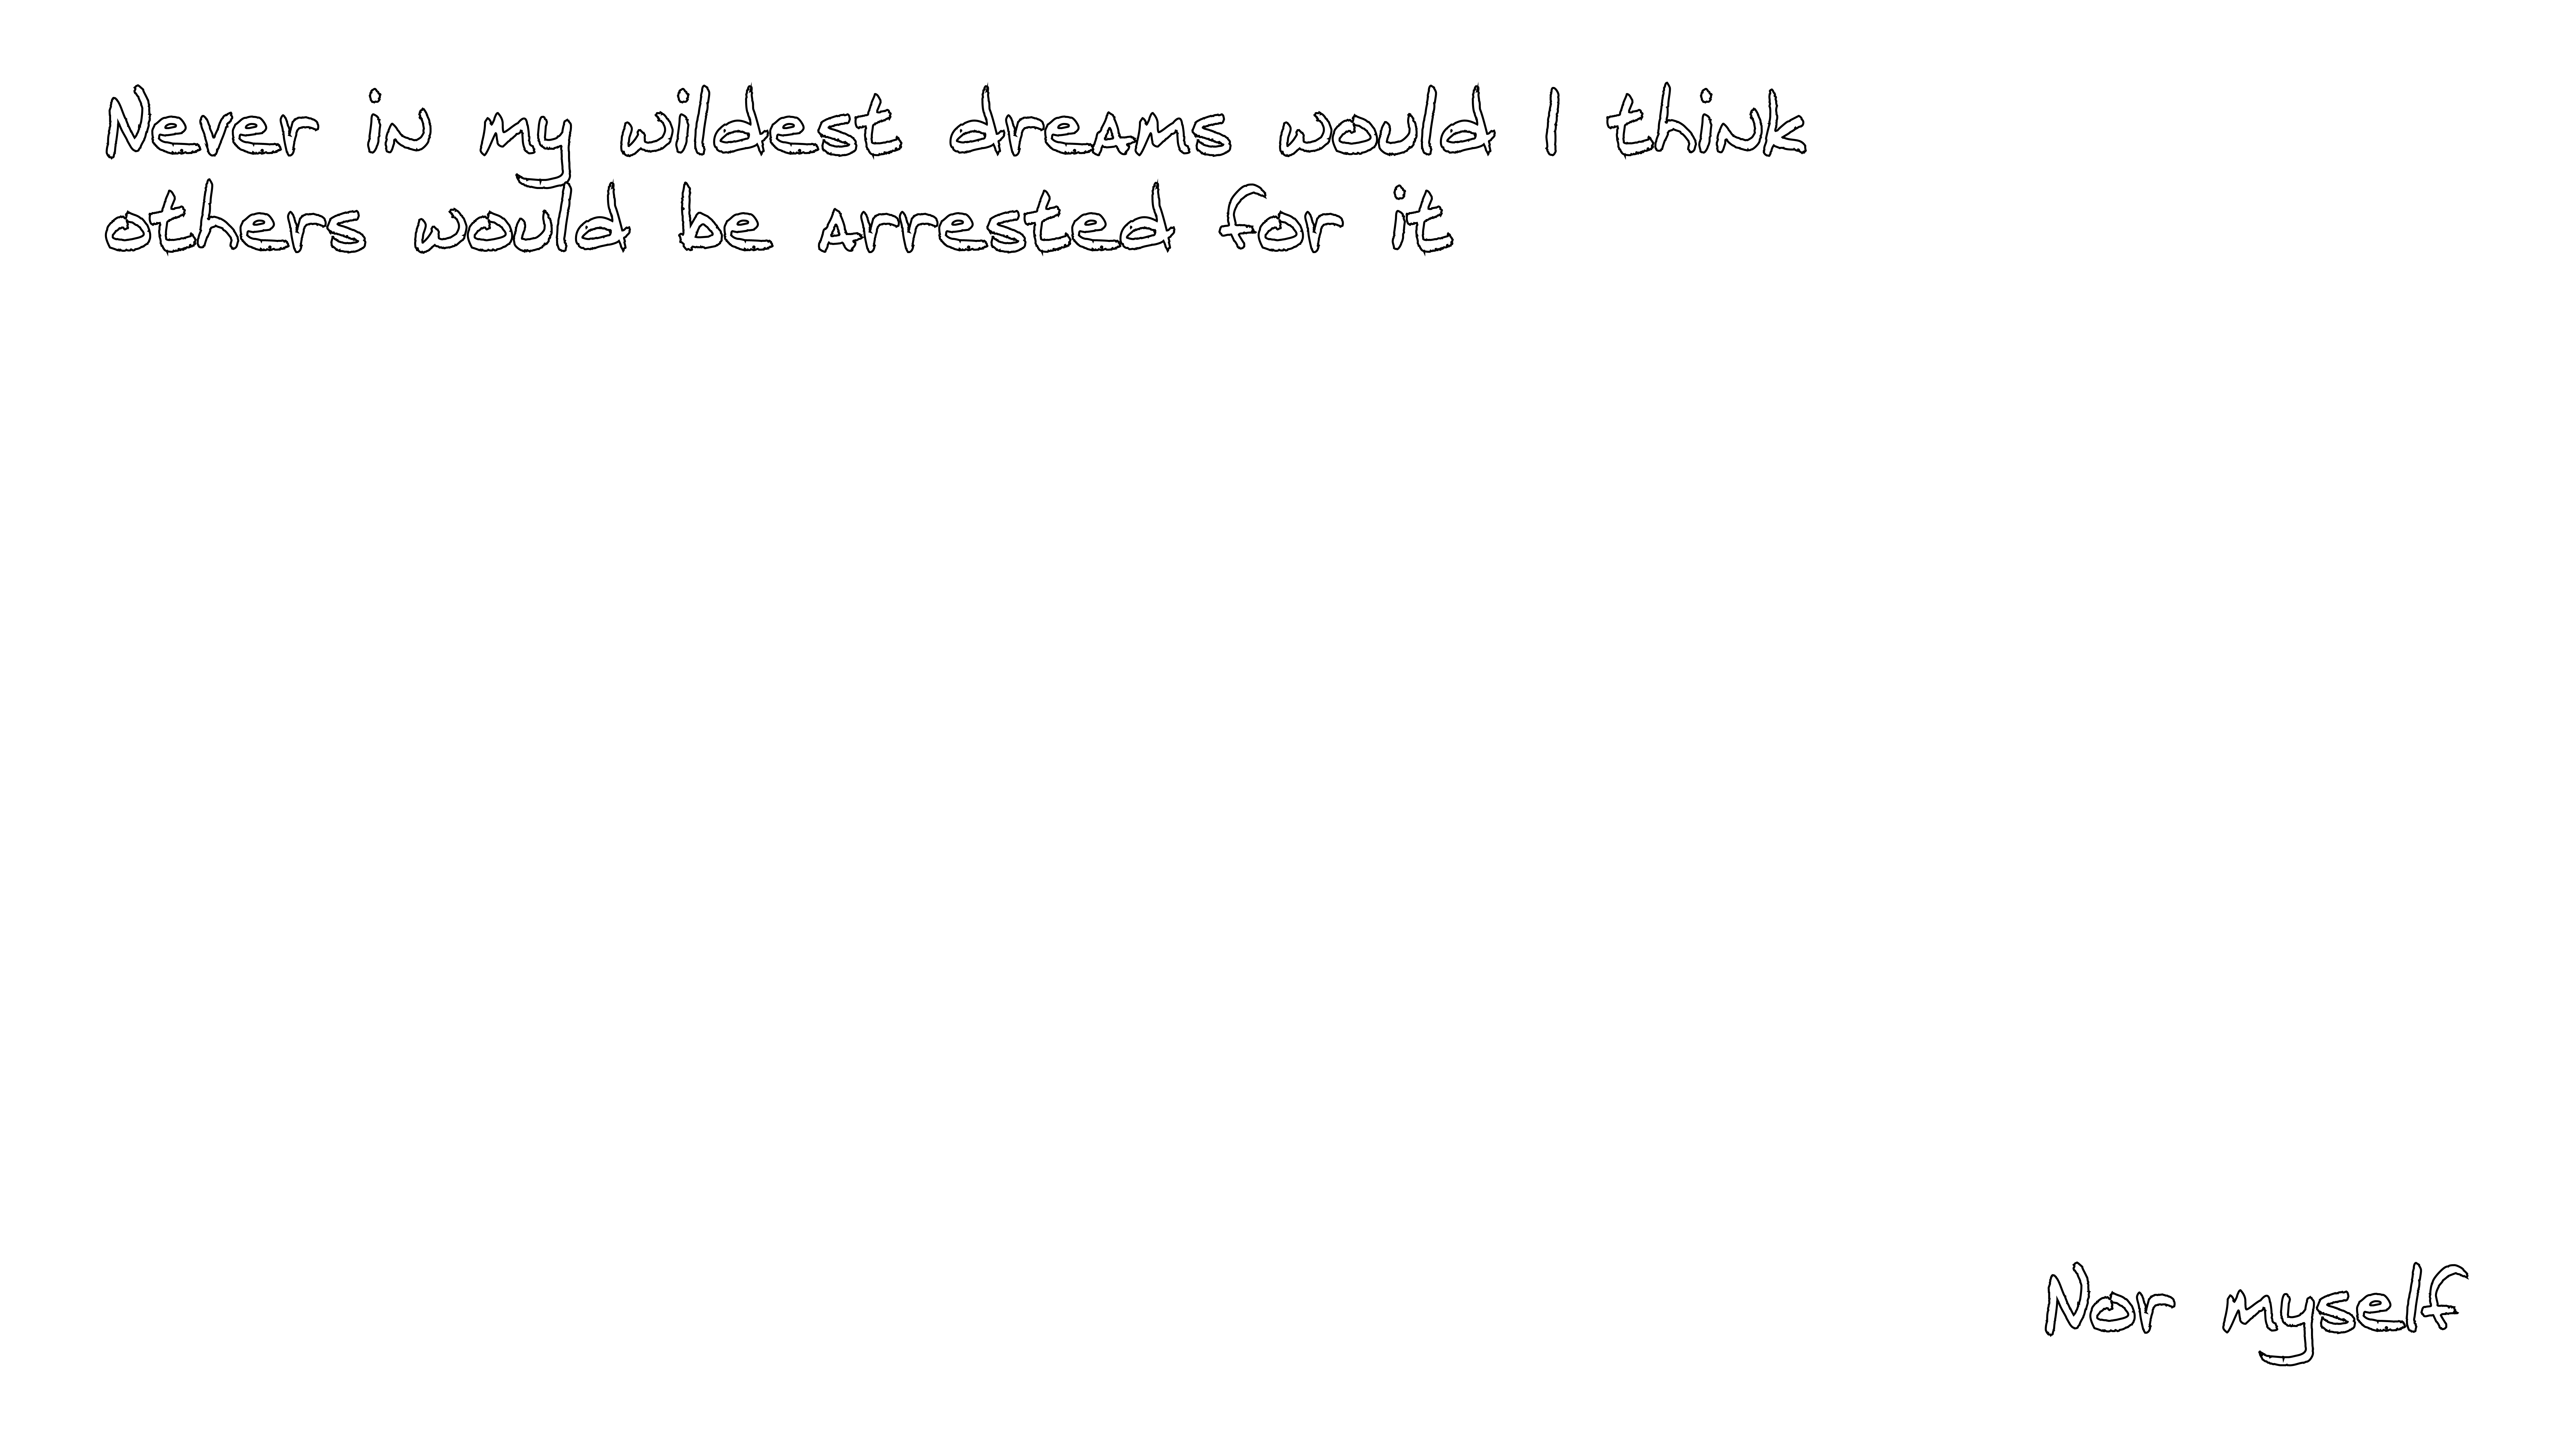 Never in my wildest dreams would I think
others would be arrested for it
Nor myself